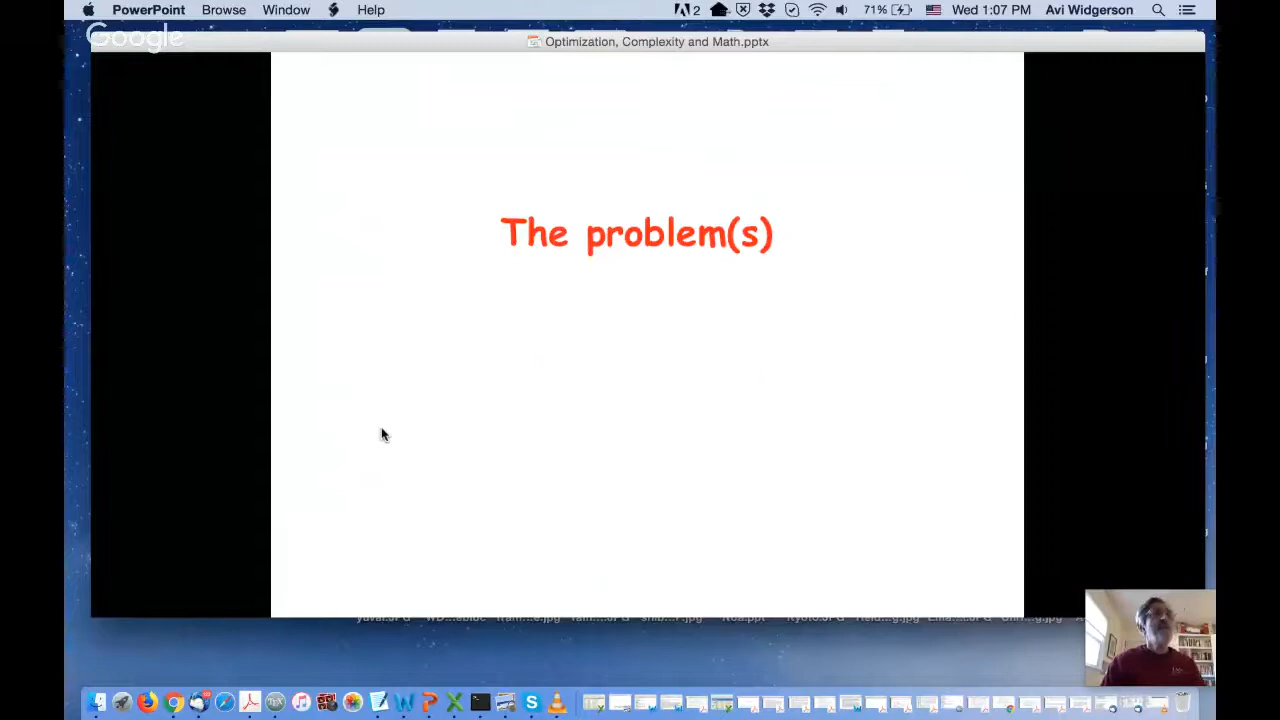 PowerPoint Browse Window Help 2 71% Wed 1:07 PM Avi Widgerson
Google
Optimization, Complexity and Math.pptx
The problem(s)